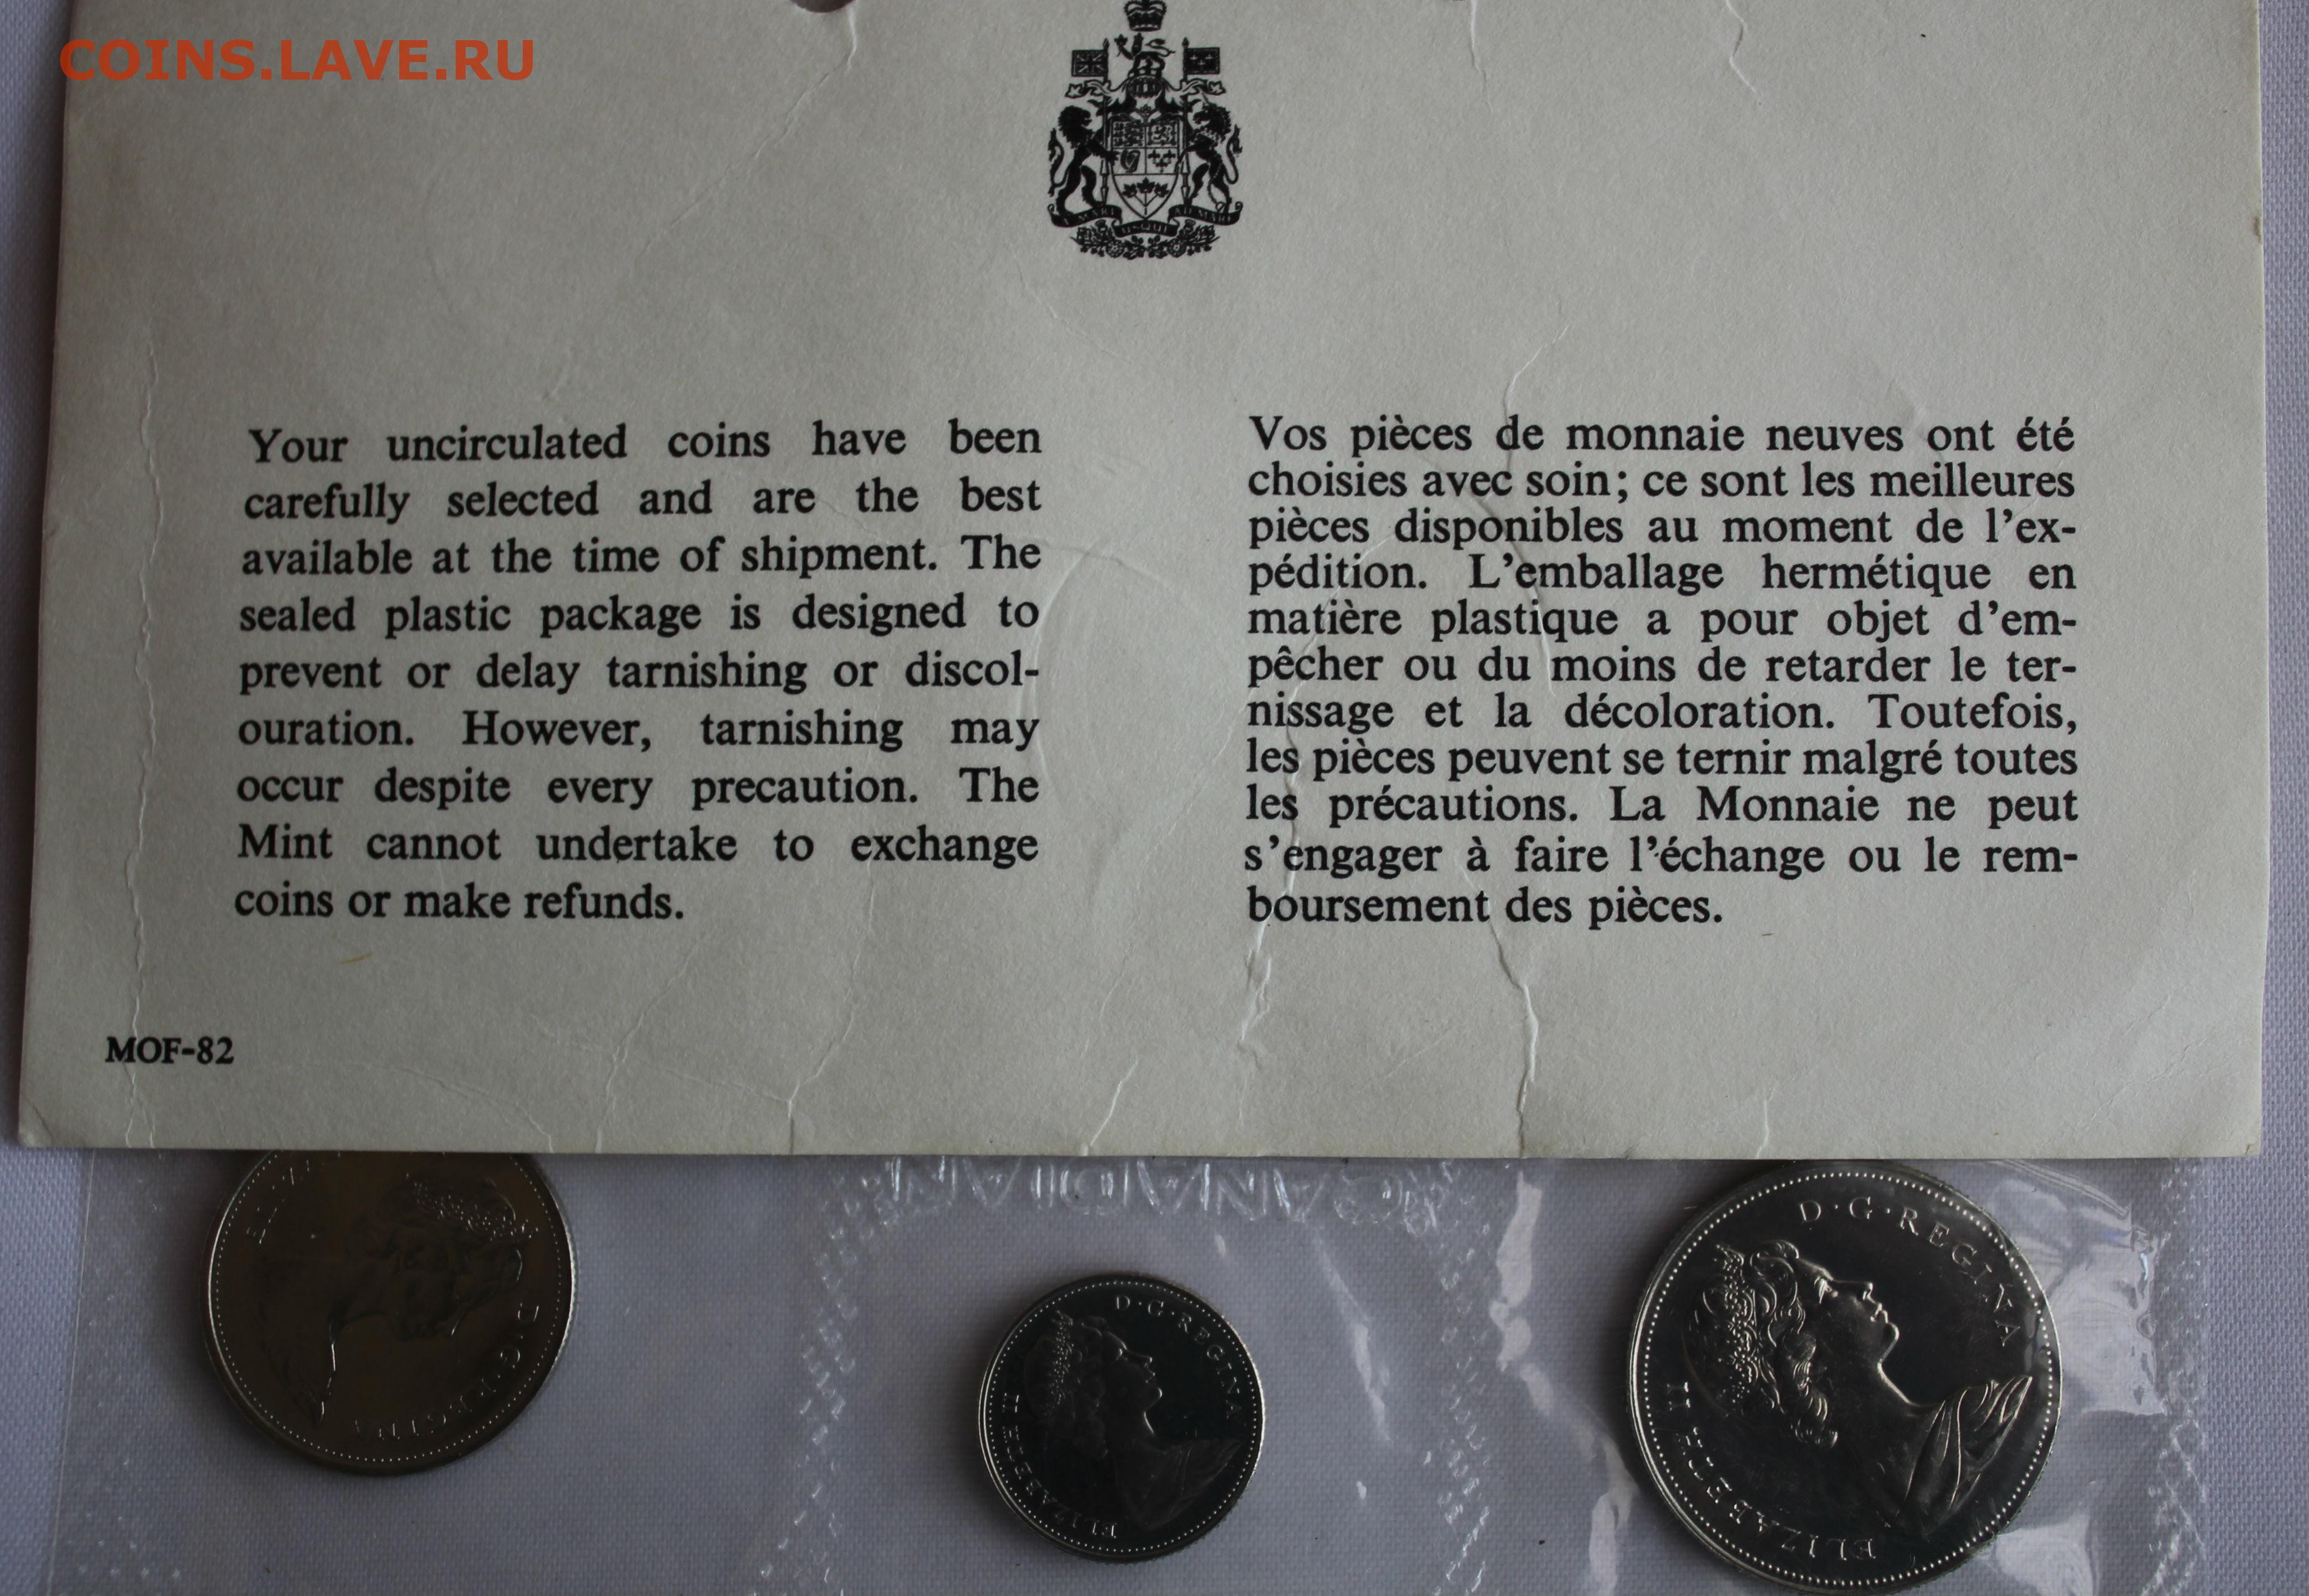 COINS.LAVE.RU
Your uncirculated coins have been
carefully selected and are the best
available at the time of shipment. The
sealed plastic package is designed to
prevent or delay tarnishing or discol-
ouration. However, tarnishing may
occur despite every precaution. The
Mint cannot undertake to exchange
coins or make refunds.
Vos pièces de monnaie neuves ont été
choisies avec soin; ce sont les meilleures
pièces disponibles au moment de l'ex-
pédition. L'emballage hermétique en
matière plastique a pour objet d'em-
pêcher ou du moins de retarder le ter-
nissage et la décoloration. Toutefois,
les pièces peuvent se ternir malgré toutes
les précautions. La Monnaie ne peut
s'engager à faire l'échange ou le rem-
boursement des pièces.
MOF-82
D·G·REGINA
ELIZABETH II D·G·REGINA
ELIZABETH II D·G·REGINA